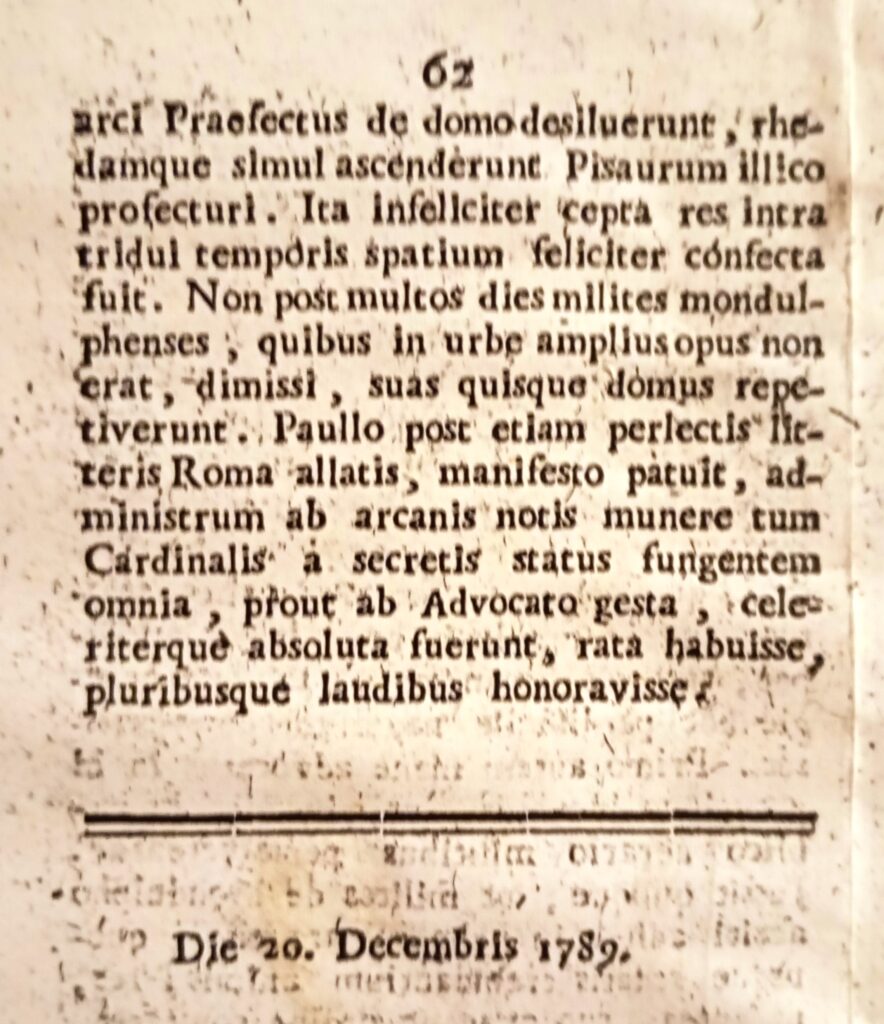 62
arci Praefectus de domo desiluerunt, rhe-
damque simul ascenderunt Pisaurum illico
profecturi. Ita infeliciter cepta res intra
tridui temporis spatium feliciter confecta
fuit. Non post multos dies milites mondul-
phenses, quibus in urbe amplius opus non
erat, dimissi, suas quisque domus repe-
tiverunt. Paullo post etiam perlectis lit-
teris Roma allatis, manifesto patuit, ad-
ministrum ab arcanis notis munere tum
Cardinalis a secretis status fungentem
omnia, prout ab Advocato gesta, cele-
riterque absoluta fuerunt, rata habuisse,
pluribusque laudibus honoravisse.
Die 20. Decembris 1789.